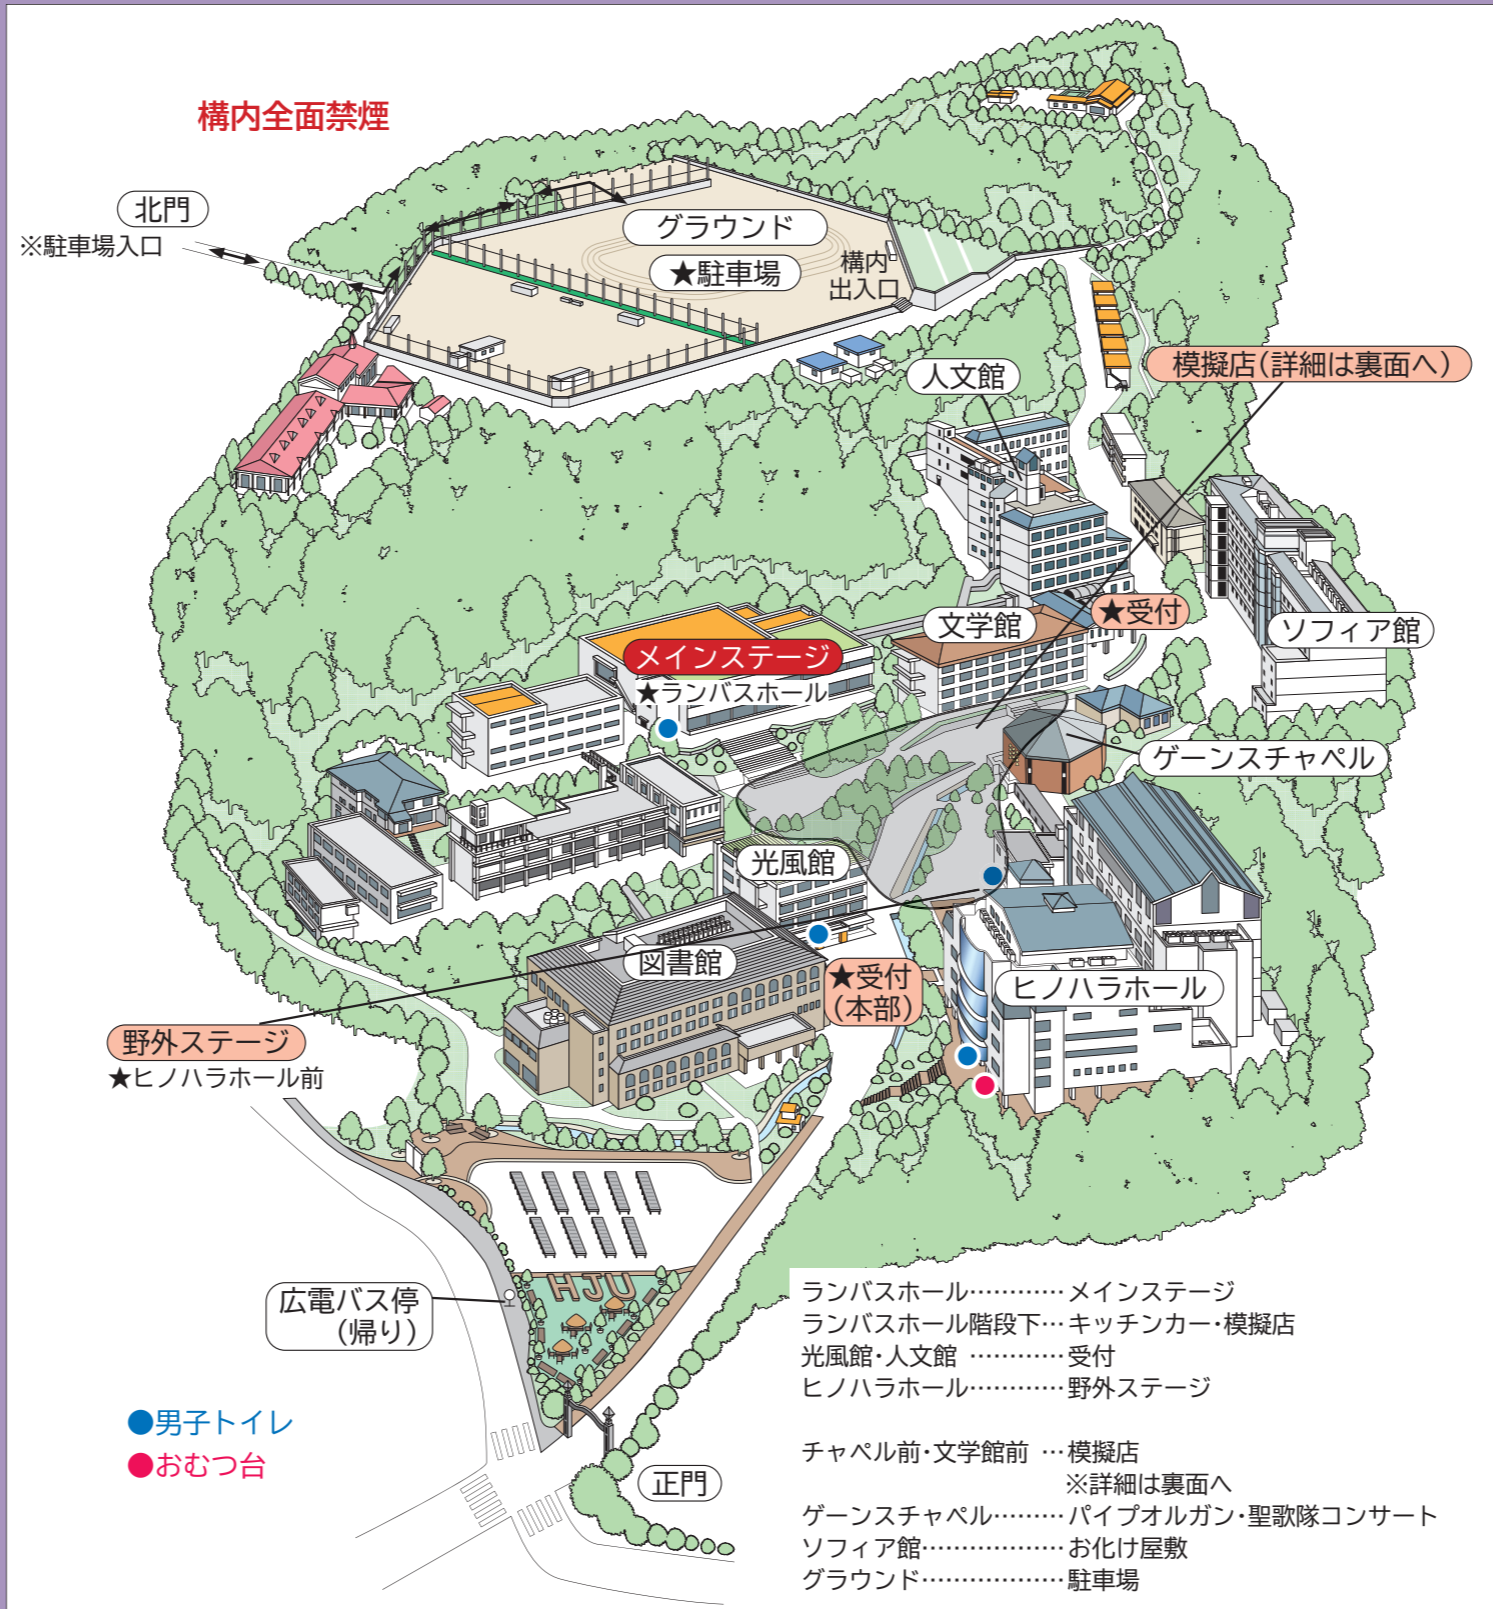 構内全面禁煙
北門
※駐車場入口
グラウンド
★駐車場
構内
出入口
模擬店(詳細は裏面へ)
人文館
★受付
文学館
ソフィア館
メインステージ
★ランバスホール
ゲーンスチャペル
光風館
図書館
★受付
(本部)
ヒノハラホール
野外ステージ
★ヒノハラホール前
HJU
広電バス停
(帰り)
●男子トイレ
●おむつ台
正門
ランバスホール…………メインステージ
ランバスホール階段下…キッチンカー・模擬店
光風館・人文館 …………受付
ヒノハラホール…………野外ステージ
チャペル前・文学館前 …模擬店
※詳細は裏面へ
ゲーンスチャペル………パイプオルガン・聖歌隊コンサート
ソフィア館………………お化け屋敷
グラウンド………………駐車場